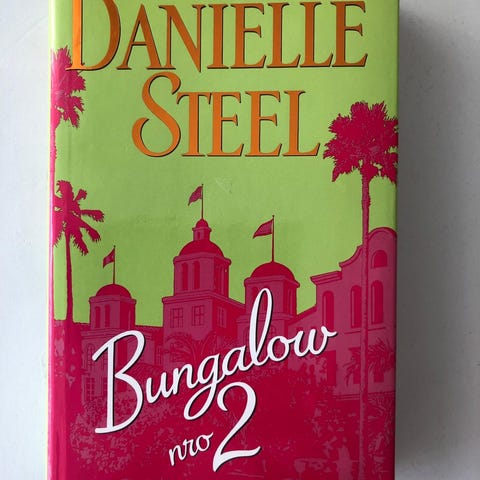 DANIELLE
STEEL
Bungalow
nro 2